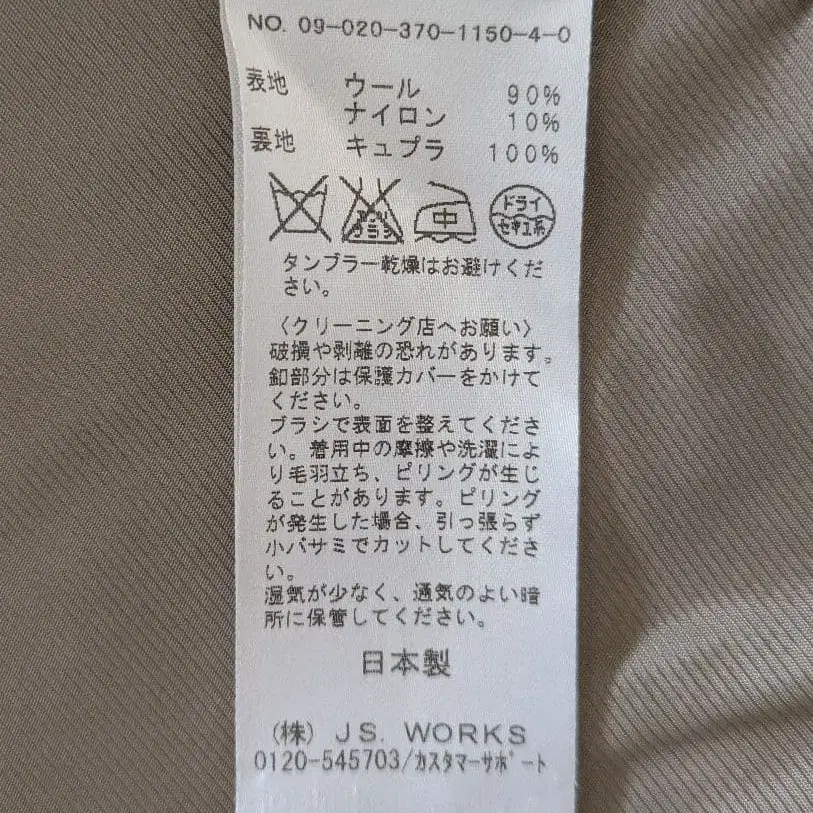 NO. 09-020-370-1150-4-0
表地 ウール 90%
ナイロン 10%
裏地 キュプラ 100%
中 ドライ セキユ系
タンブラー乾燥はお避けくだ
さい。
〈クリーニング店へお願い〉
破損や剥離の恐れがあります。
釦部分は保護カバーをかけて
ください。
ブラシで表面を整えてくださ
い。着用中の摩擦や洗濯によ
り毛羽立ち、ピリングが生じ
ることがあります。ピリング
が発生した場合、引っ張らず
小バサミでカットしてくださ
い。
湿気が少なく、通気のよい暗
所に保管してください。
日本製
(株) JS. WORKS
0120-545703/カスタマーサポート